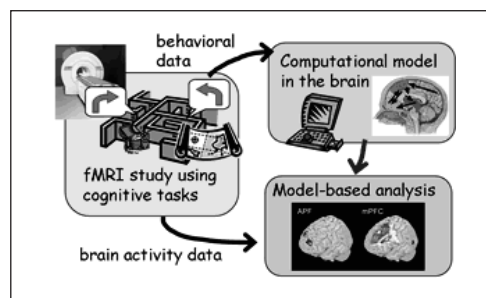 behavioral
data
Computational model
in the brain
fMRI study using
cognitive tasks
Model-based analysis
APF
mPFC
brain activity data